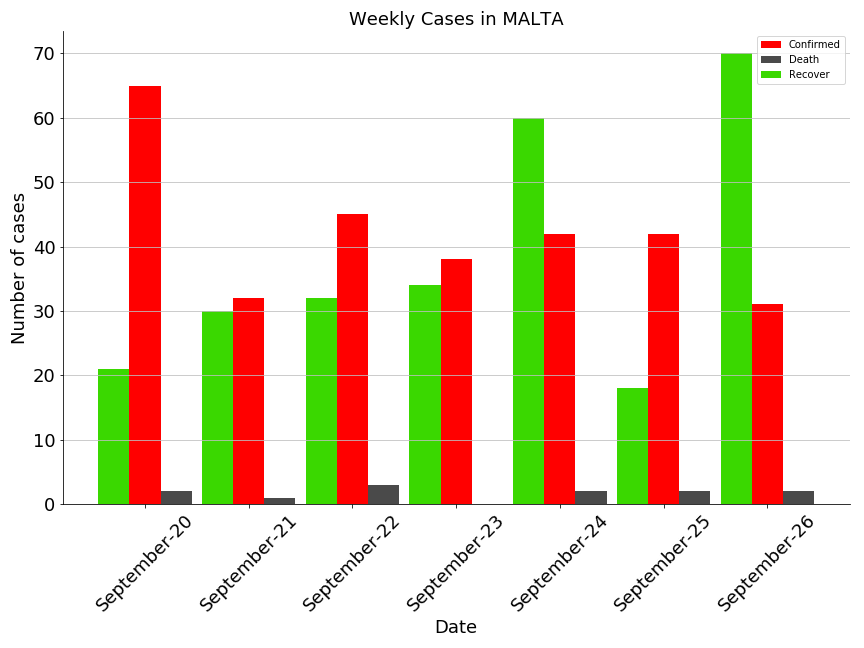 Weekly Cases in MALTA
Confirmed
Death
Recover
Number of cases
70
60
50
40
30
20
10
0
September-20
September-21
September-22
September-23
September-24
September-25
September-26
Date